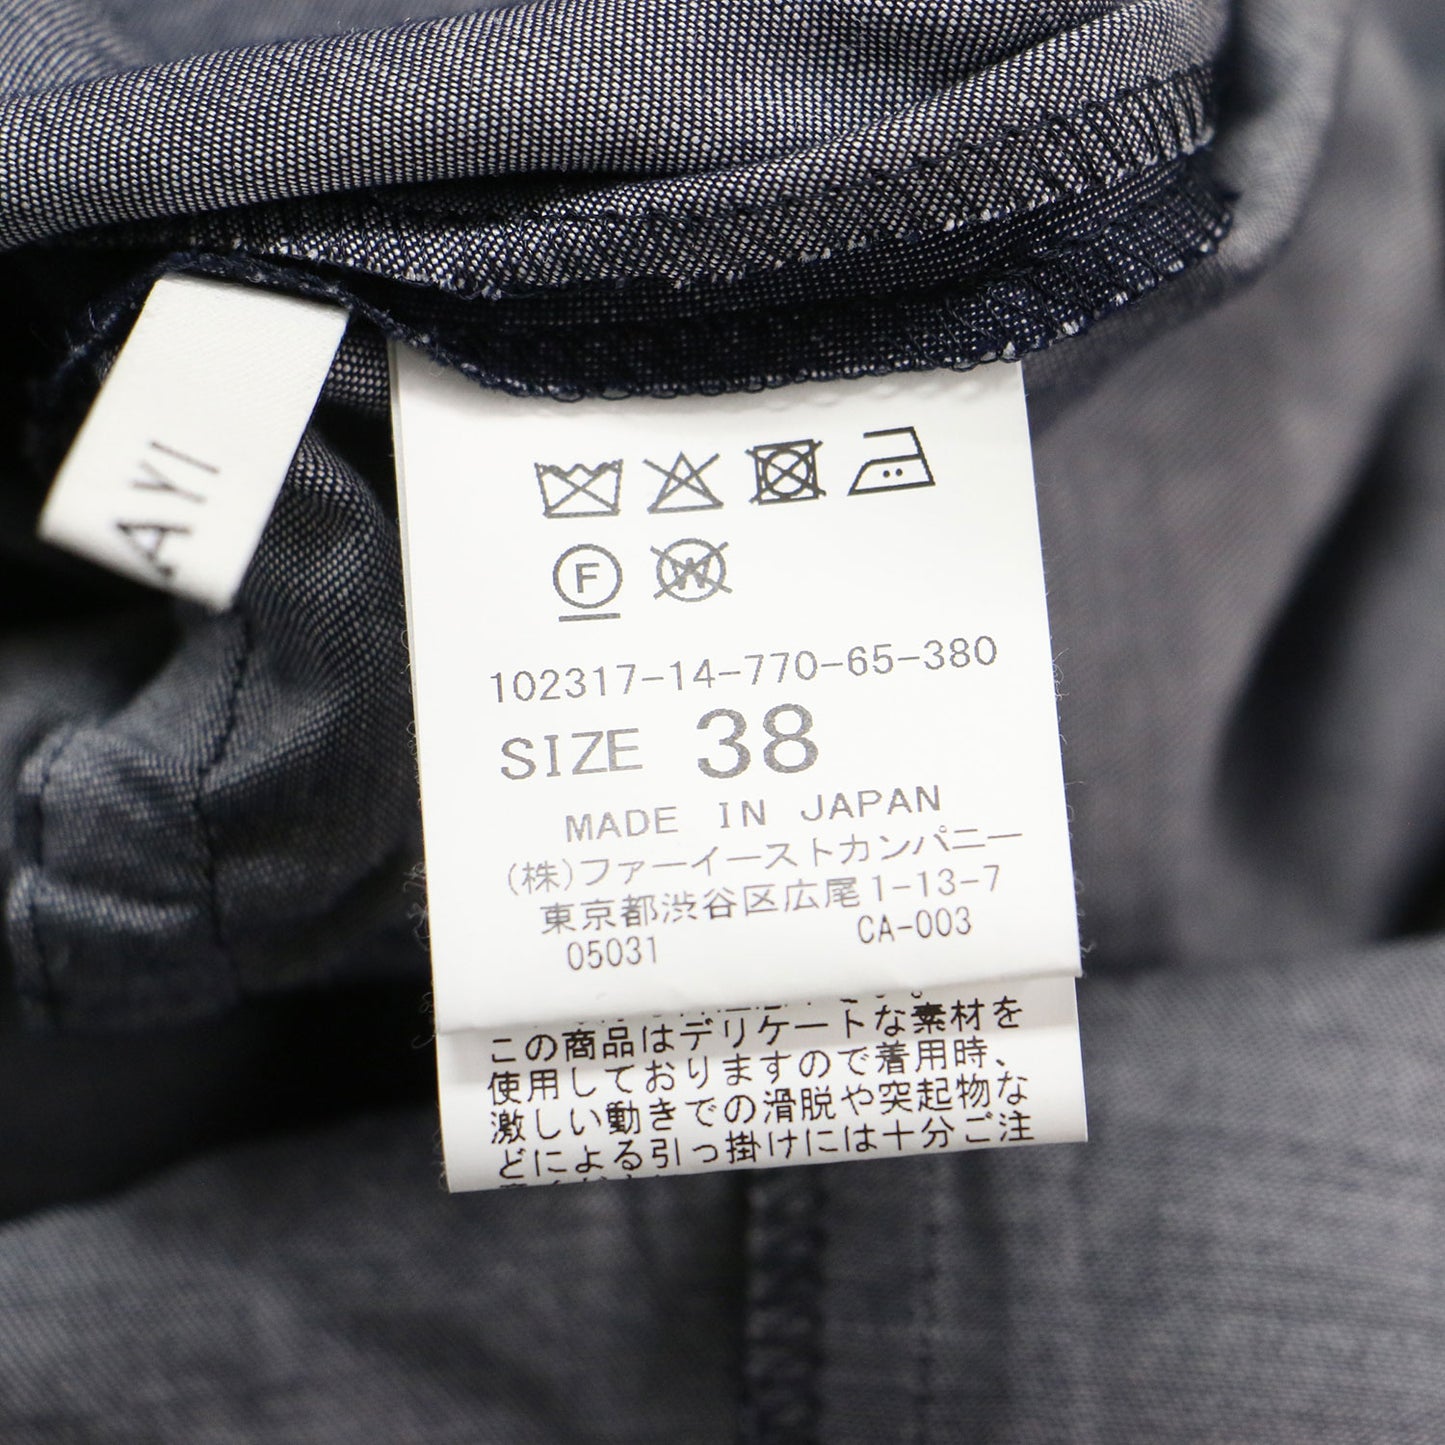 AYI
F
W
102317-14-770-65-380
SIZE 38
MADE IN JAPAN
(株)ファーイーストカンパニー
東京都渋谷区広尾1-13-7
05031 CA-003
この商品はデリケートな素材を
使用しておりますので着用時、
激しい動きでの滑脱や突起物な
どによる引っ掛けには十分ご注